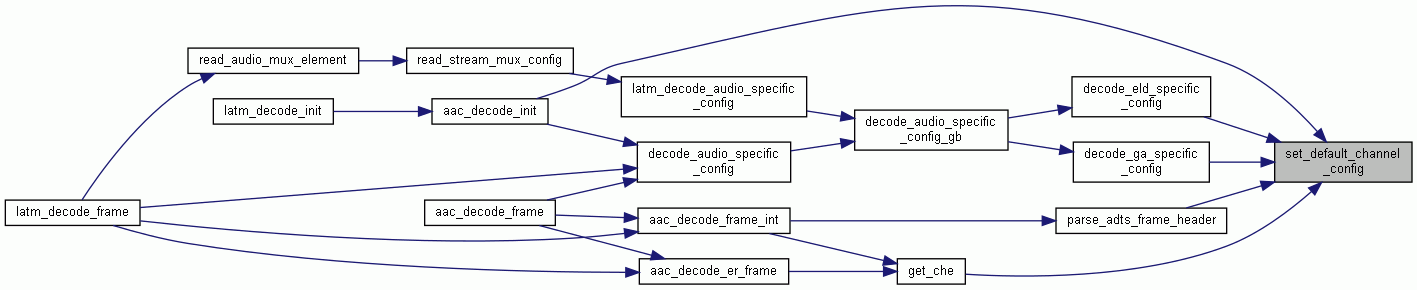 read_audio_mux_element
read_stream_mux_config
latm_decode_audio_specific
_config
decode_eld_specific
_config
latm_decode_init
aac_decode_init
decode_audio_specific
_config_gb
decode_audio_specific
_config
decode_ga_specific
_config
set_default_channel
_config
latm_decode_frame
aac_decode_frame
aac_decode_frame_int
parse_adts_frame_header
aac_decode_er_frame
get_che